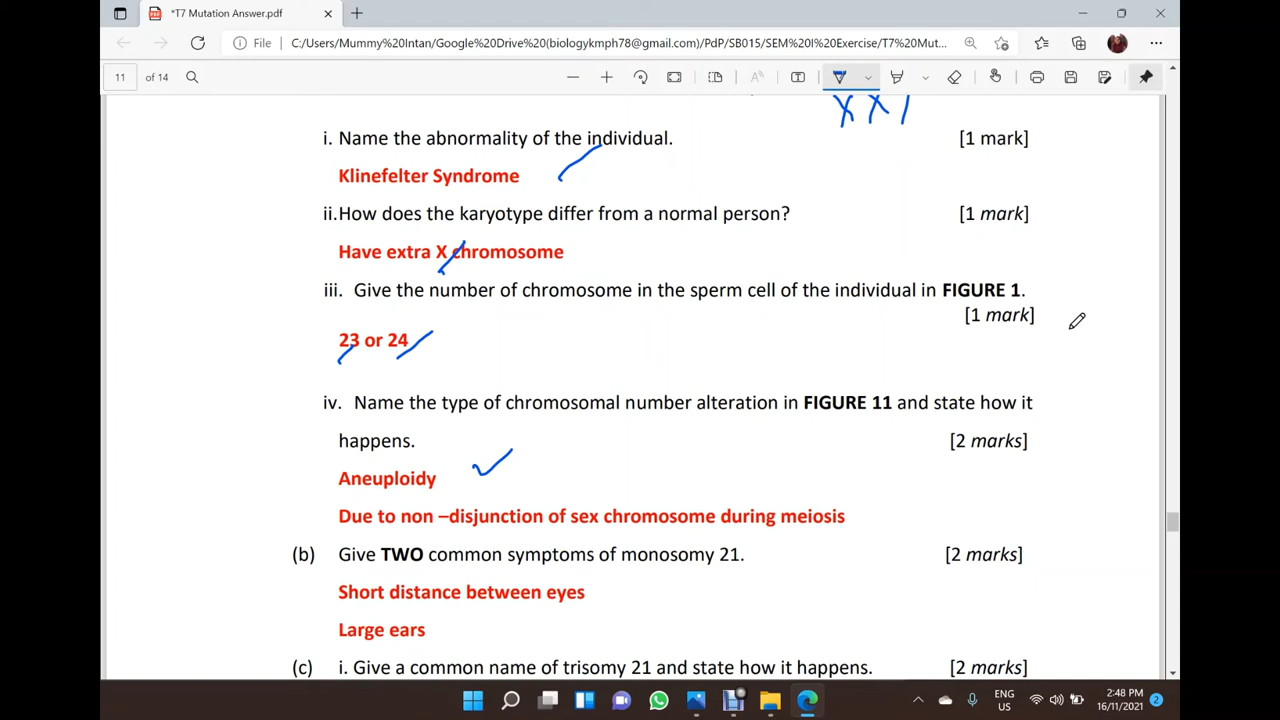 *T7 Mutation Answer.pdf
File
C:/Users/Mummy%20Intan/Google%20Drive%20(biologykmph78@gmail.com)/PdP/SB015/SEM%20I%20Exercise/T7%20Mut...
11 of 14
X X Y
i. Name the abnormality of the individual. [1 mark]
Klinefelter Syndrome
ii.How does the karyotype differ from a normal person? [1 mark]
Have extra X chromosome
iii. Give the number of chromosome in the sperm cell of the individual in FIGURE 1.
[1 mark]
23 or 24
iv. Name the type of chromosomal number alteration in FIGURE 11 and state how it
happens. [2 marks]
Aneuploidy
Due to non –disjunction of sex chromosome during meiosis
(b) Give TWO common symptoms of monosomy 21. [2 marks]
Short distance between eyes
Large ears
(c) i. Give a common name of trisomy 21 and state how it happens. [2 marks]
ENG
US
2:48 PM
16/11/2021
2